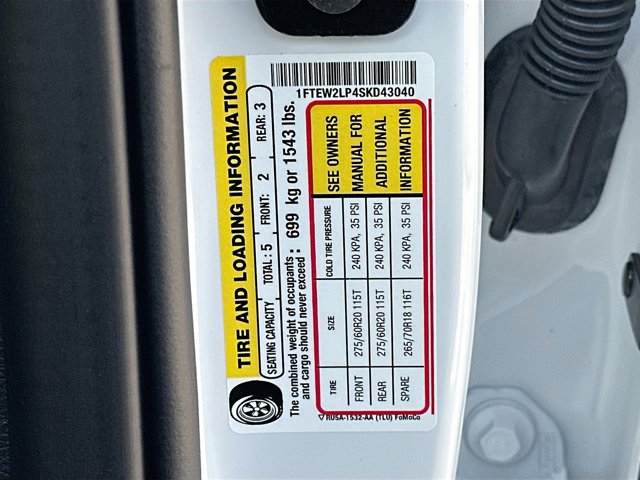 1FTEW2LP4SKD43040
TIRE AND LOADING INFORMATION
SEATING CAPACITY TOTAL : 5 FRONT: 2 REAR: 3
The combined weight of occupants : 699 kg or 1543 lbs.
and cargo should never exceed
TIRE SIZE COLD TIRE PRESSURE SEE OWNERS
FRONT 275/60R20 115T 240 KPA, 35 PSI MANUAL FOR
REAR 275/60R20 115T 240 KPA, 35 PSI ADDITIONAL
SPARE 265/70R18 116T 240 KPA, 35 PSI INFORMATION
RU5A-1532-AA (TLU) FoMoCo